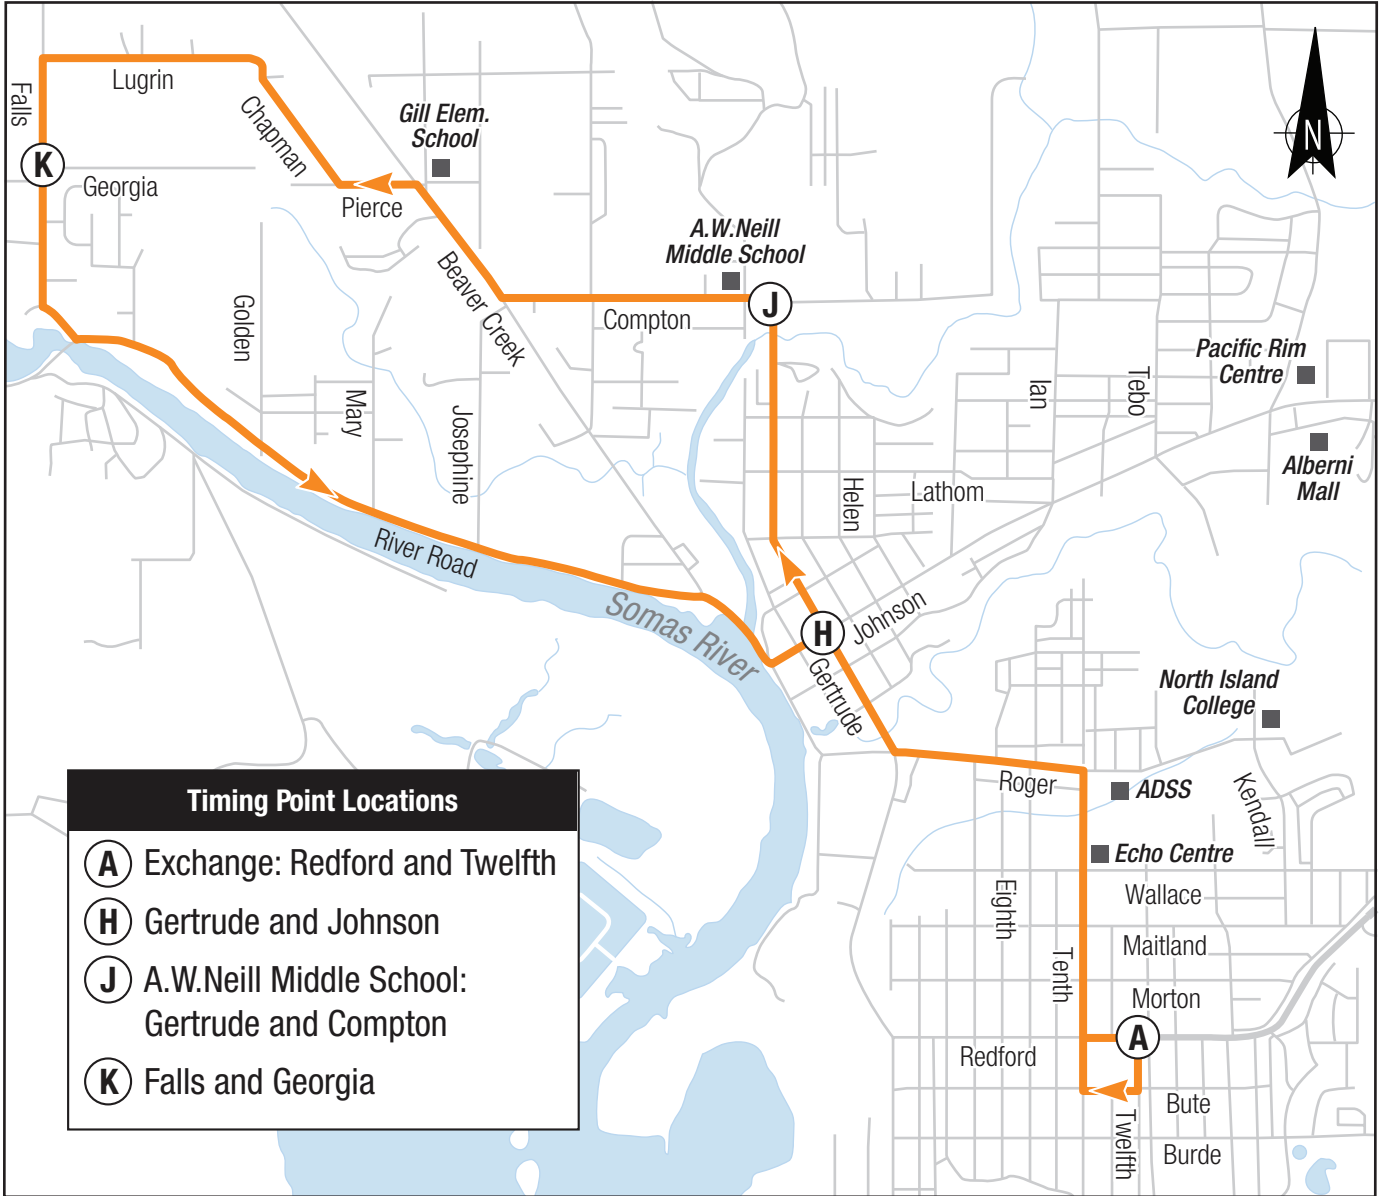 Lugrin
Falls
Chapman
Gill Elem.
School
N
K
Georgia
Pierce
A.W.Neill
Middle School
Beaver Creek
J
Golden
Compton
Pacific Rim
Centre
Ian
Tebo
Mary
Josephine
Alberni
Mall
Helen
Lathom
River Road
Somas River
H
Johnson
Gertrude
North Island
College
Roger
ADSS
Kendall
Echo Centre
Eighth
Wallace
Tenth
Maitland
Morton
A
Redford
Bute
Twelfth
Burde
Timing Point Locations
A Exchange: Redford and Twelfth
H Gertrude and Johnson
J A.W.Neill Middle School:
Gertrude and Compton
K Falls and Georgia